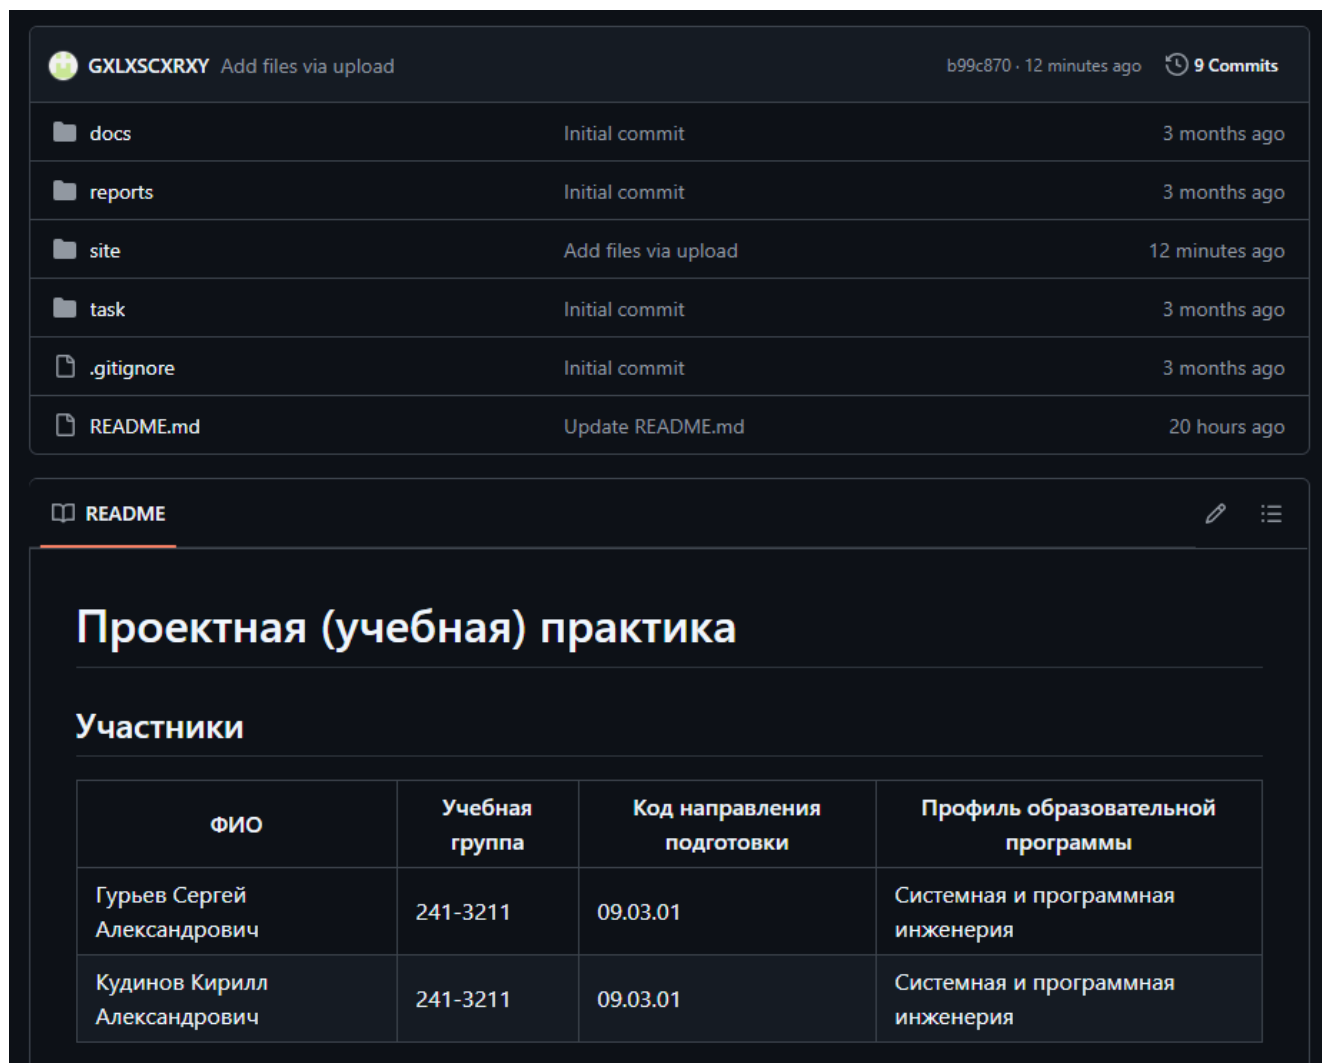 GXLXSCXRXY Add files via upload b99c870 · 12 minutes ago 9 Commits
docs Initial commit 3 months ago
reports Initial commit 3 months ago
site Add files via upload 12 minutes ago
task Initial commit 3 months ago
.gitignore Initial commit 3 months ago
README.md Update README.md 20 hours ago
README
Проектная (учебная) практика
Участники
ФИО
Учебная
группа
Код направления
подготовки
Профиль образовательной
программы
Гурьев Сергей
Александрович
241-3211
09.03.01
Системная и программная
инженерия
Кудинов Кирилл
Александрович
241-3211
09.03.01
Системная и программная
инженерия